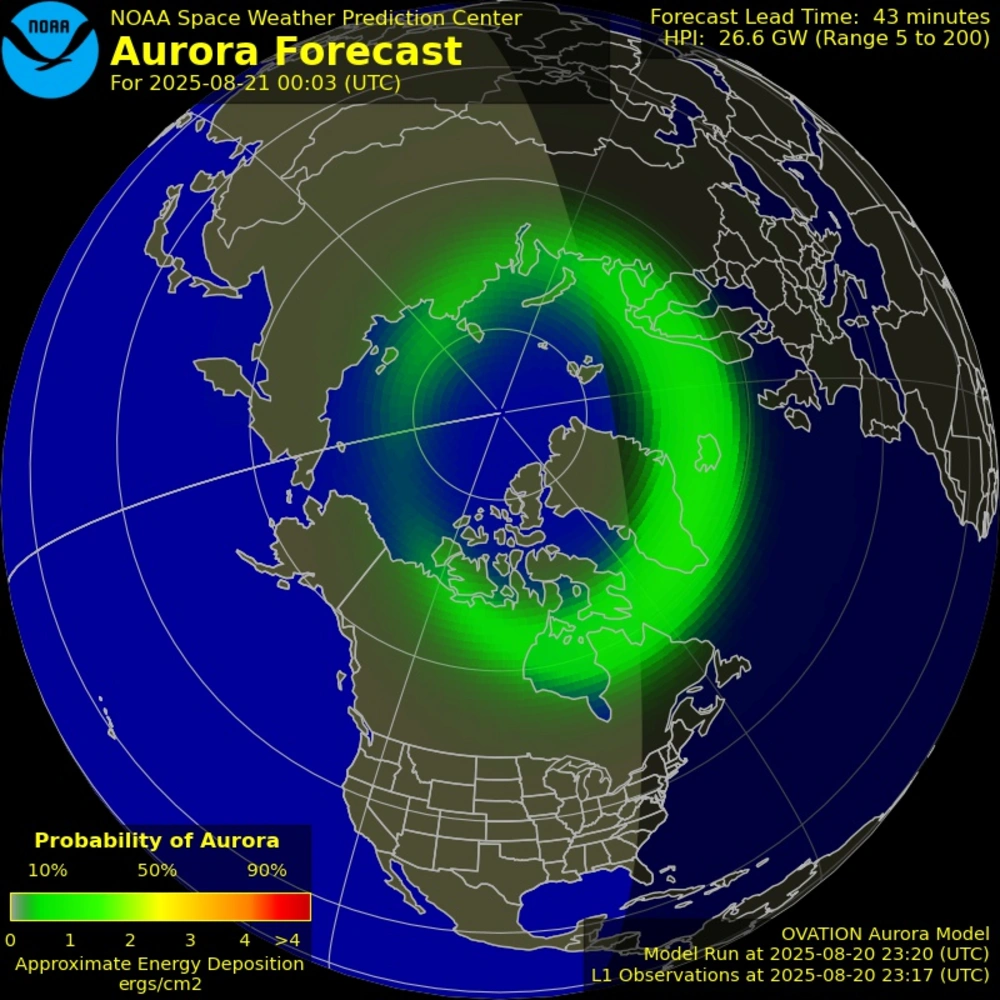 NOAA
NOAA Space Weather Prediction Center
Aurora Forecast
For 2025-08-21 00:03 (UTC)
Forecast Lead Time: 43 minutes
HPI: 26.6 GW (Range 5 to 200)
Probability of Aurora
10% 50% 90%
0 1 2 3 4 >4
Approximate Energy Deposition
ergs/cm2
OVATION Aurora Model
Model Run at 2025-08-20 23:20 (UTC)
L1 Observations at 2025-08-20 23:17 (UTC)